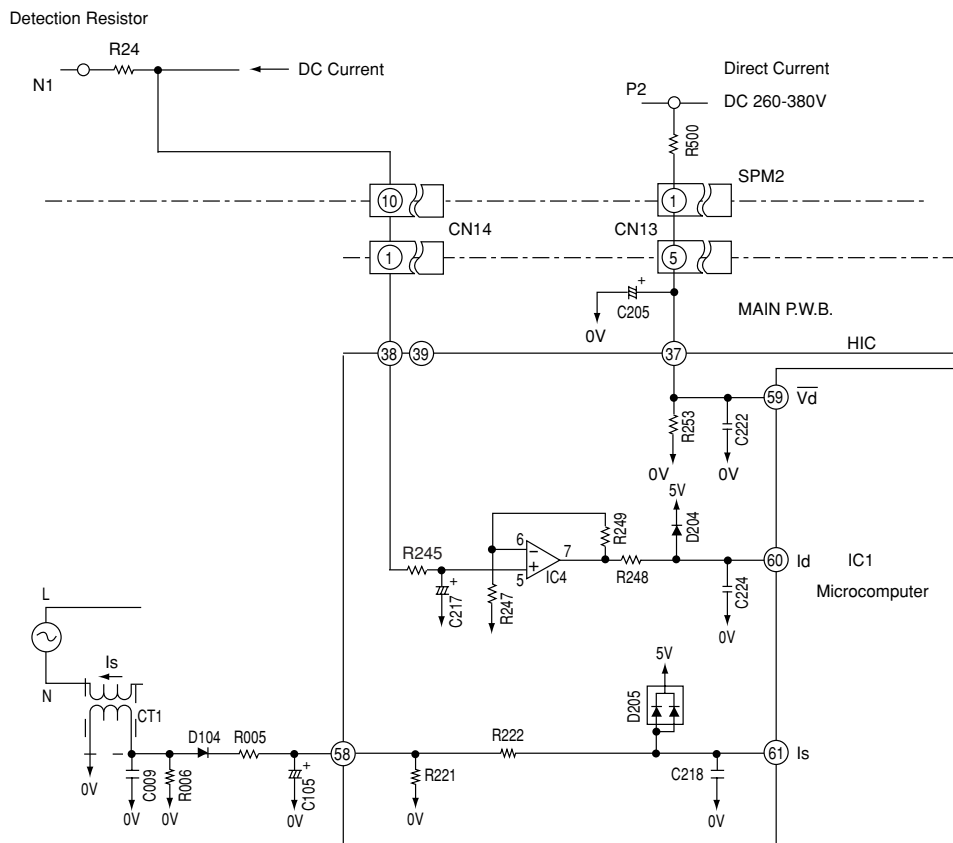 Detection Resistor
R24
N1
DC Current
Direct Current
P2
DC 260-380V
R500
SPM2
10
1
CN14
CN13
1
5
+
C205
0V
MAIN P.W.B.
38
39
37
HIC
59
Vd
R253
C222
0V
0V
5V
D204
R249
R245
6
−
7
+
5
IC4
R248
60
Id
IC1
Microcomputer
+
C217
R247
C224
0V
L
N
Is
CT1
5V
D205
D104
R005
58
R222
61
Is
0V
C009
R006
+
C105
R221
C218
0V
0V
0V
0V
0V